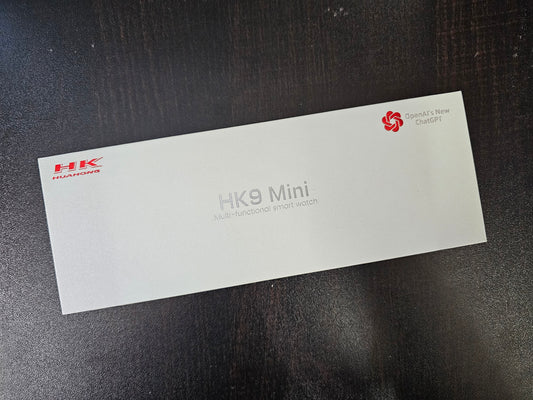 HK
HUAHONG
OpenAI's New
ChatGPT
HK9 Mini
Multi-functional smart watch